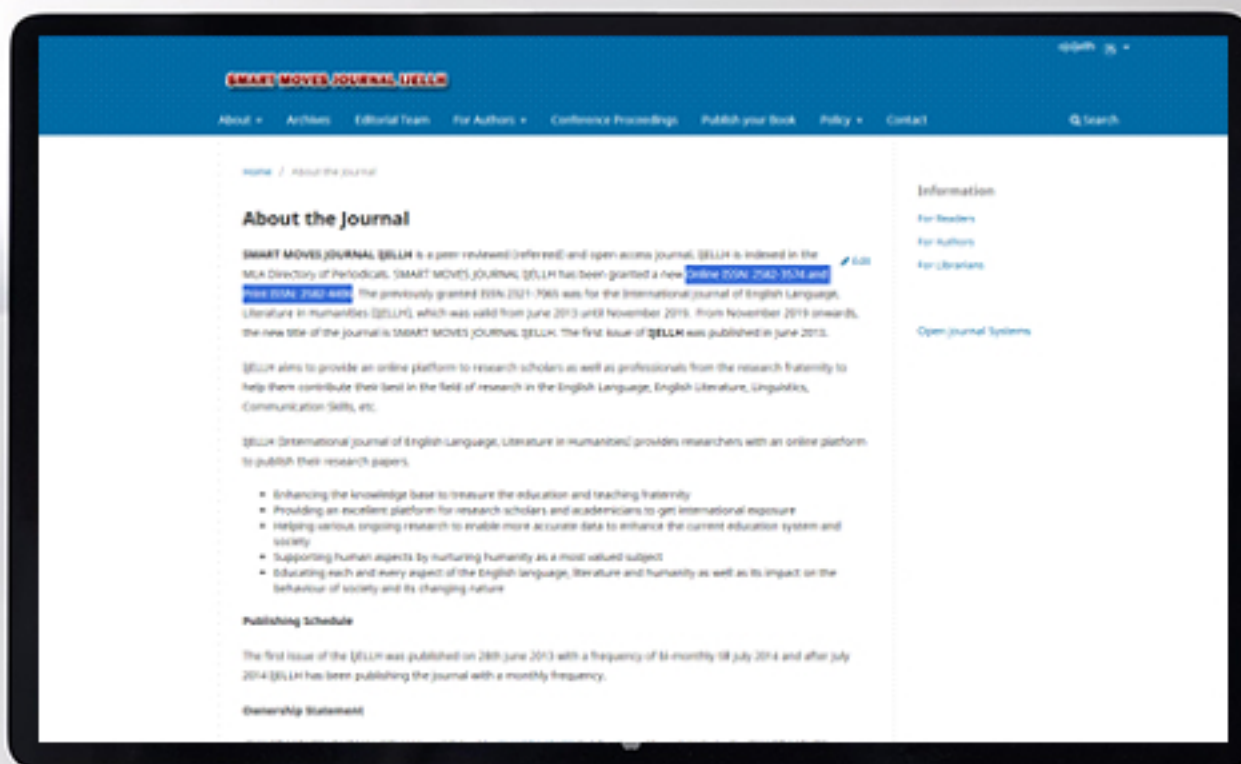 SMART MOVES JOURNAL IJELLH
About Archives Editorial Team For Authors Conference Proceedings Publish your Book Policy Contact Search
Home / About the Journal
About the Journal
SMART MOVES JOURNAL IJELLH is a peer reviewed (refereed) and open access journal. IJELLH is indexed in the
MLA Directory of Periodicals. SMART MOVES JOURNAL IJELLH has been granted a new Online ISSN: 2582-3574 and
Print ISSN: The previously granted ISSN 2321-7065 was for the International Journal of English Language,
Literature in Humanities (IJELLH), which was valid from June 2013 until November 2019. From November 2019 onwards,
the new title of the journal is SMART MOVES JOURNAL IJELLH. The first issue of IJELLH was published in June 2013.
Edit
IJELLH aims to provide an online platform to research scholars as well as professionals from the research fraternity to
help them contribute their best in the field of research in the English Language, English Literature, Linguistics,
Communication Skills, etc.
IJELLH (International Journal of English Language, Literature in Humanities) provides researchers with an online platform
to publish their research papers.
Enhancing the knowledge base to treasure the education and teaching fraternity
Providing an excellent platform for research scholars and academicians to get international exposure
Helping various ongoing research to enable more accurate data to enhance the current education system and
society
Supporting human aspects by nurturing humanity as a most valued subject
Educating each and every aspect of the English language, literature and humanity as well as its impact on the
behaviour of society and its changing nature
Publishing Schedule
The first issue of the IJELLH was published on 28th June 2013 with a frequency of bi-monthly till July 2014 and after July
2014 IJELLH has been publishing the journal with a monthly frequency.
Ownership Statement
Information
For Readers
For Authors
For Librarians
Open Journal Systems